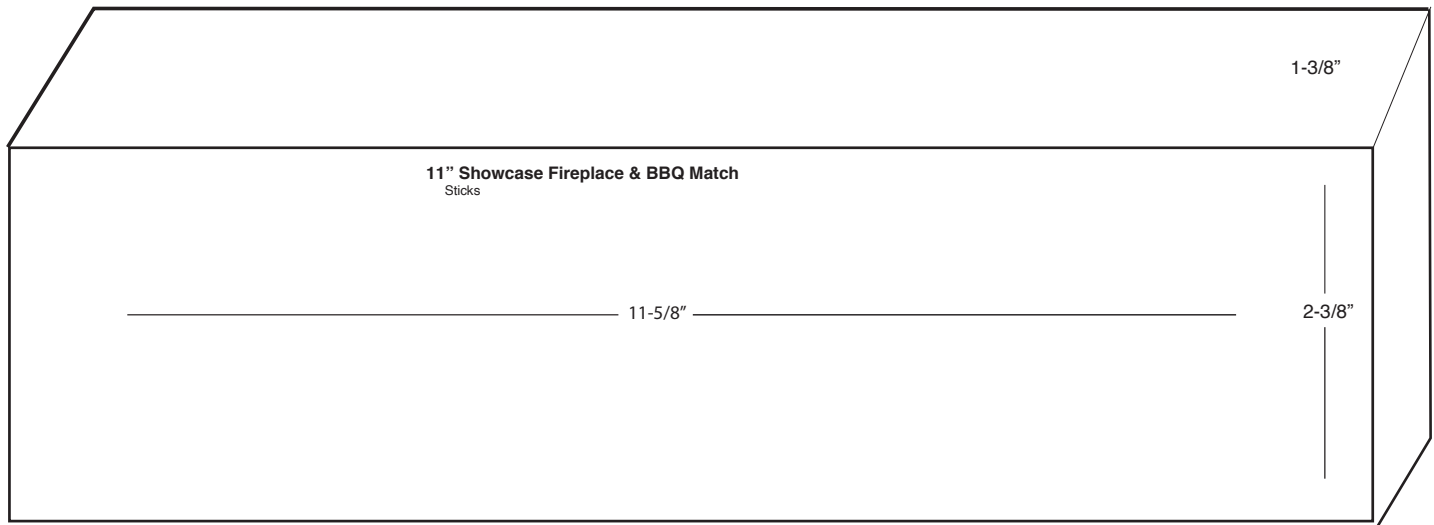 1-3/8”
11” Showcase Fireplace & BBQ Match
Sticks
11-5/8”
2-3/8”